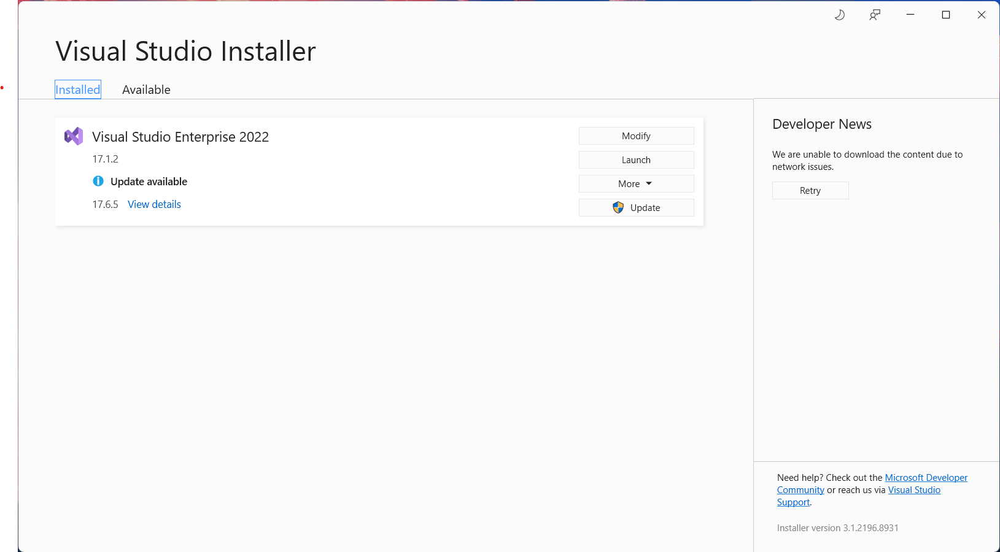 Visual Studio Installer
Installed
Available
Visual Studio Enterprise 2022
17.1.2
Update available
17.6.5 View details
Modify
Launch
More
Update
Developer News
We are unable to download the content due to
network issues.
Retry
Need help? Check out the Microsoft Developer
Community or reach us via Visual Studio
Support.
Installer version 3.1.2196.8931